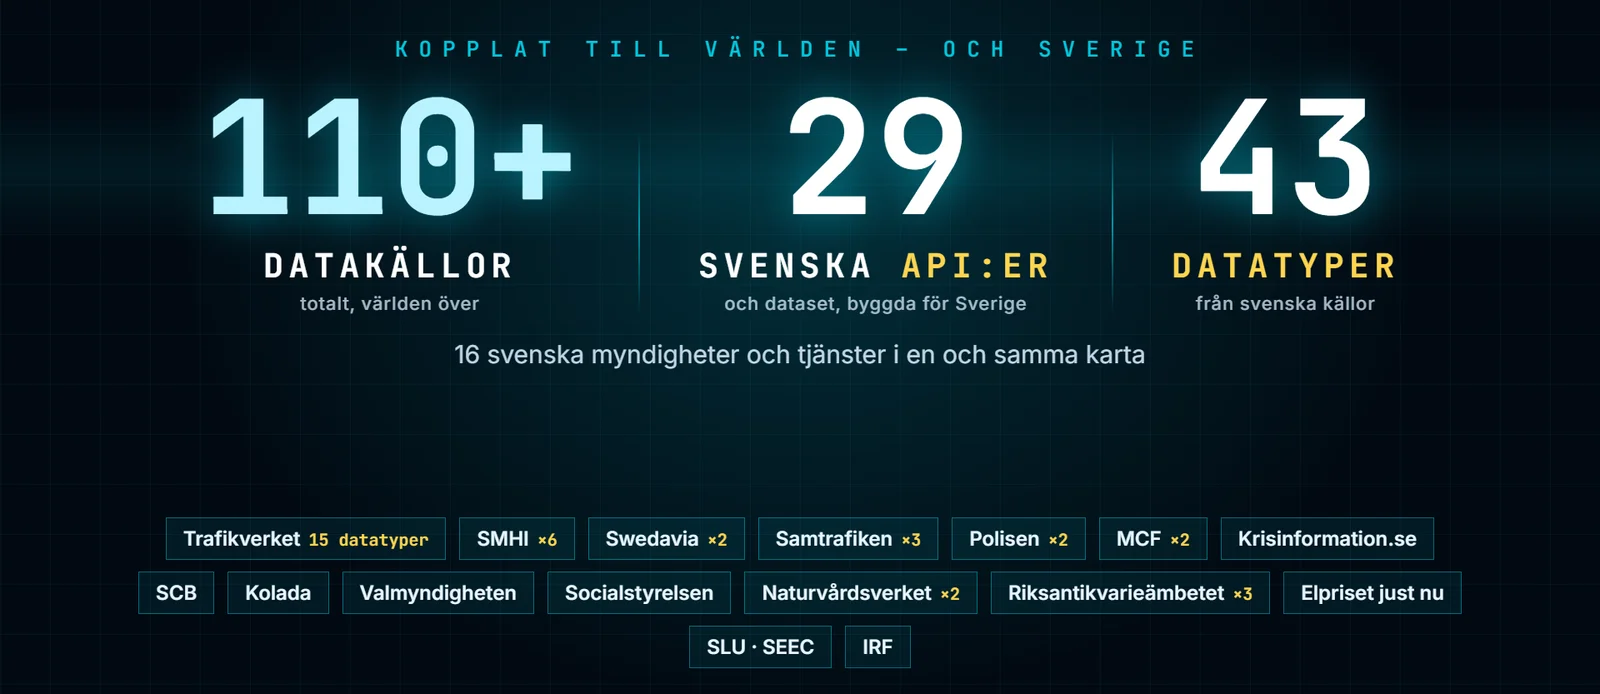 KOPPLAT TILL VÄRLDEN – OCH SVERIGE
110+
29
43
DATAKÄLLOR
SVENSKA API:ER
DATATYPER
totalt, världen över
och dataset, byggda för Sverige
från svenska källor
16 svenska myndigheter och tjänster i en och samma karta
Trafikverket 15 datatyper
SMHI ×6
Swedavia ×2
Samtrafiken ×3
Polisen ×2
MCF ×2
Krisinformation.se
SCB
Kolada
Valmyndigheten
Socialstyrelsen
Naturvårdsverket ×2
Riksantikvarieämbetet ×3
Elpriset just nu
SLU · SEEC
IRF